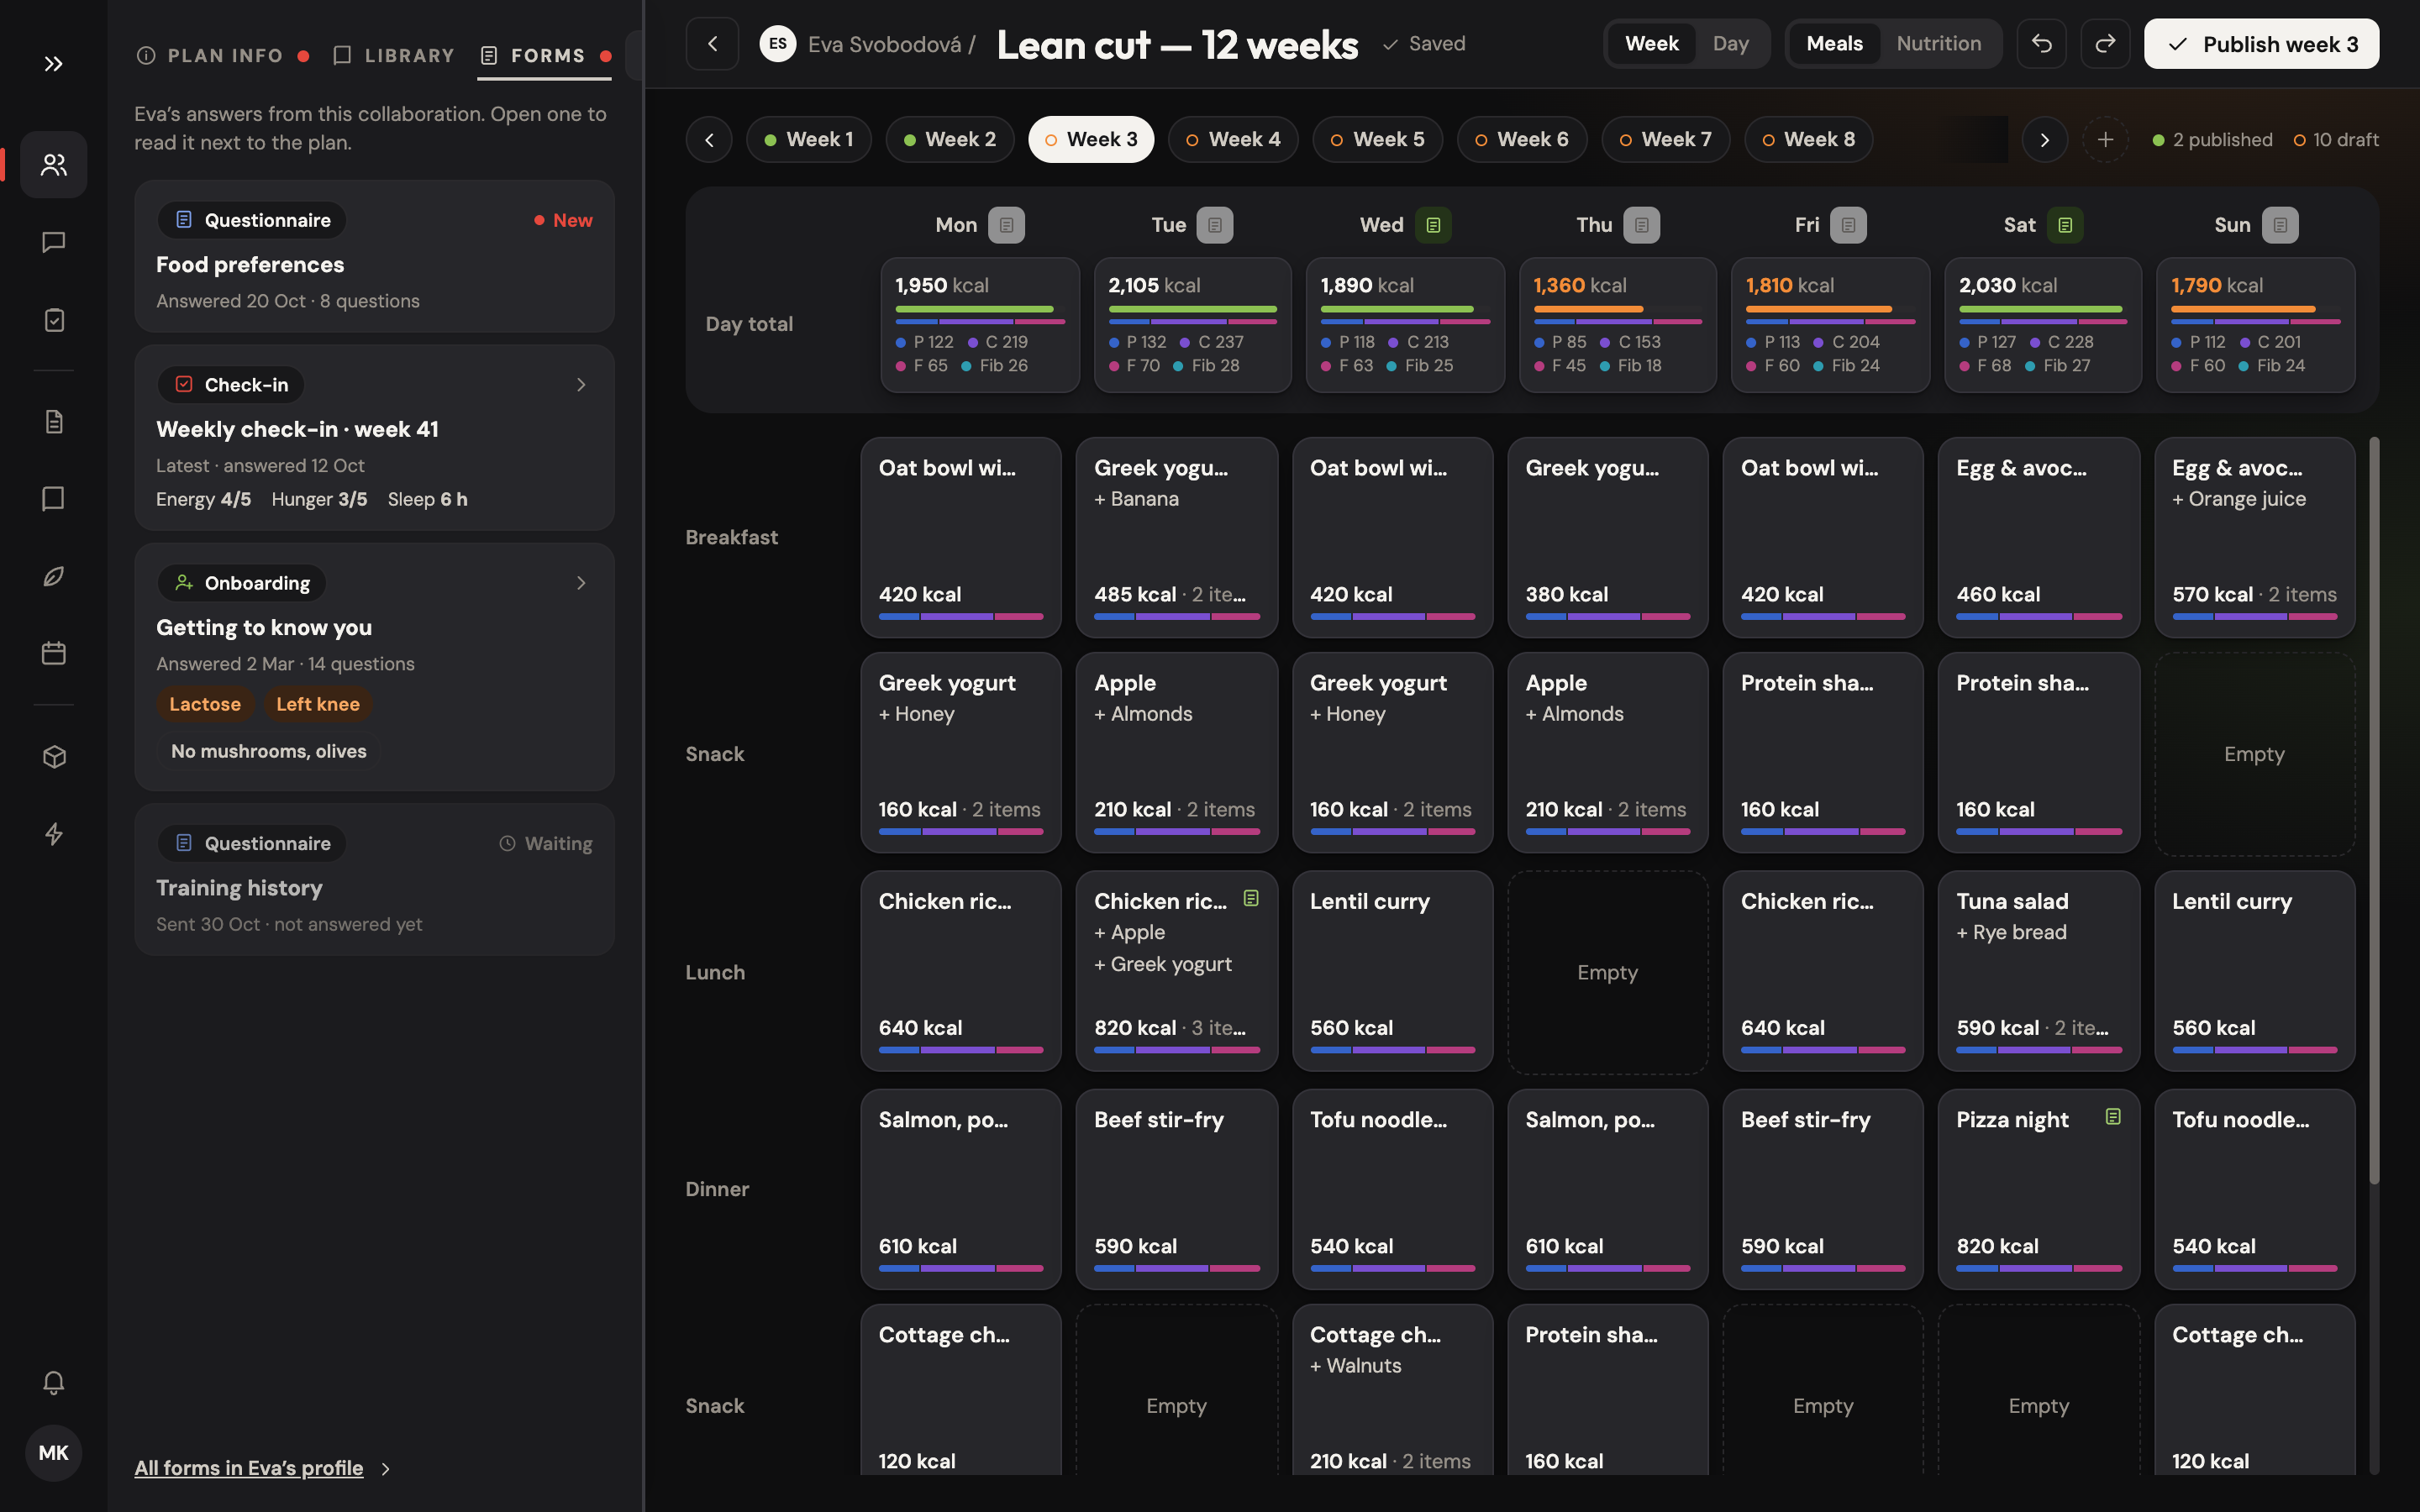 PLAN INFO
LIBRARY
FORMS
Eva's answers from this collaboration. Open one to
read it next to the plan.
Questionnaire
New
Food preferences
Answered 20 Oct · 8 questions
Check-in
Weekly check-in · week 41
Latest · answered 12 Oct
Energy 4/5 Hunger 3/5 Sleep 6 h
Onboarding
Getting to know you
Answered 2 Mar · 14 questions
Lactose
Left knee
No mushrooms, olives
Questionnaire
Waiting
Training history
Sent 30 Oct · not answered yet
All forms in Eva's profile
MK
ES
Eva Svobodová /
Lean cut — 12 weeks
Saved
Week
Day
Meals
Nutrition
Publish week 3
Week 1
Week 2
Week 3
Week 4
Week 5
Week 6
Week 7
Week 8
2 published
10 draft
Mon
Tue
Wed
Thu
Fri
Sat
Sun
Day total
1,950 kcal
P 122 C 219
F 65 Fib 26
2,105 kcal
P 132 C 237
F 70 Fib 28
1,890 kcal
P 118 C 213
F 63 Fib 25
1,360 kcal
P 85 C 153
F 45 Fib 18
1,810 kcal
P 113 C 204
F 60 Fib 24
2,030 kcal
P 127 C 228
F 68 Fib 27
1,790 kcal
P 112 C 201
F 60 Fib 24
Breakfast
Oat bowl wi...
420 kcal
Greek yogu...
+ Banana
485 kcal · 2 ite...
Oat bowl wi...
420 kcal
Greek yogu...
380 kcal
Oat bowl wi...
420 kcal
Egg & avoc...
460 kcal
Egg & avoc...
+ Orange juice
570 kcal · 2 items
Snack
Greek yogurt
+ Honey
160 kcal · 2 items
Apple
+ Almonds
210 kcal · 2 items
Greek yogurt
+ Honey
160 kcal · 2 items
Apple
+ Almonds
210 kcal · 2 items
Protein sha...
160 kcal
Protein sha...
160 kcal
Empty
Lunch
Chicken ric...
640 kcal
Chicken ric...
+ Apple
+ Greek yogurt
820 kcal · 3 ite...
Lentil curry
560 kcal
Empty
Chicken ric...
640 kcal
Tuna salad
+ Rye bread
590 kcal · 2 ite...
Lentil curry
560 kcal
Dinner
Salmon, po...
610 kcal
Beef stir-fry
590 kcal
Tofu noodle...
540 kcal
Salmon, po...
610 kcal
Beef stir-fry
590 kcal
Pizza night
820 kcal
Tofu noodle...
540 kcal
Snack
Cottage ch...
120 kcal
Empty
Cottage ch...
+ Walnuts
210 kcal · 2 items
Protein sha...
160 kcal
Empty
Empty
Cottage ch...
120 kcal